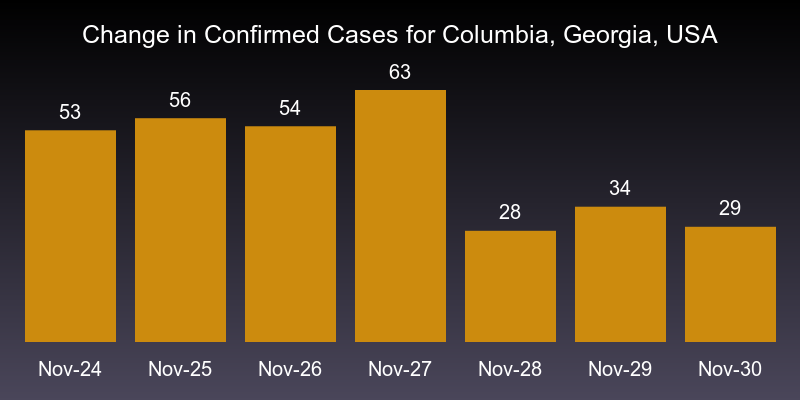 Change in Confirmed Cases for Columbia, Georgia, USA
53
56
54
63
28
34
29
Nov-24
Nov-25
Nov-26
Nov-27
Nov-28
Nov-29
Nov-30